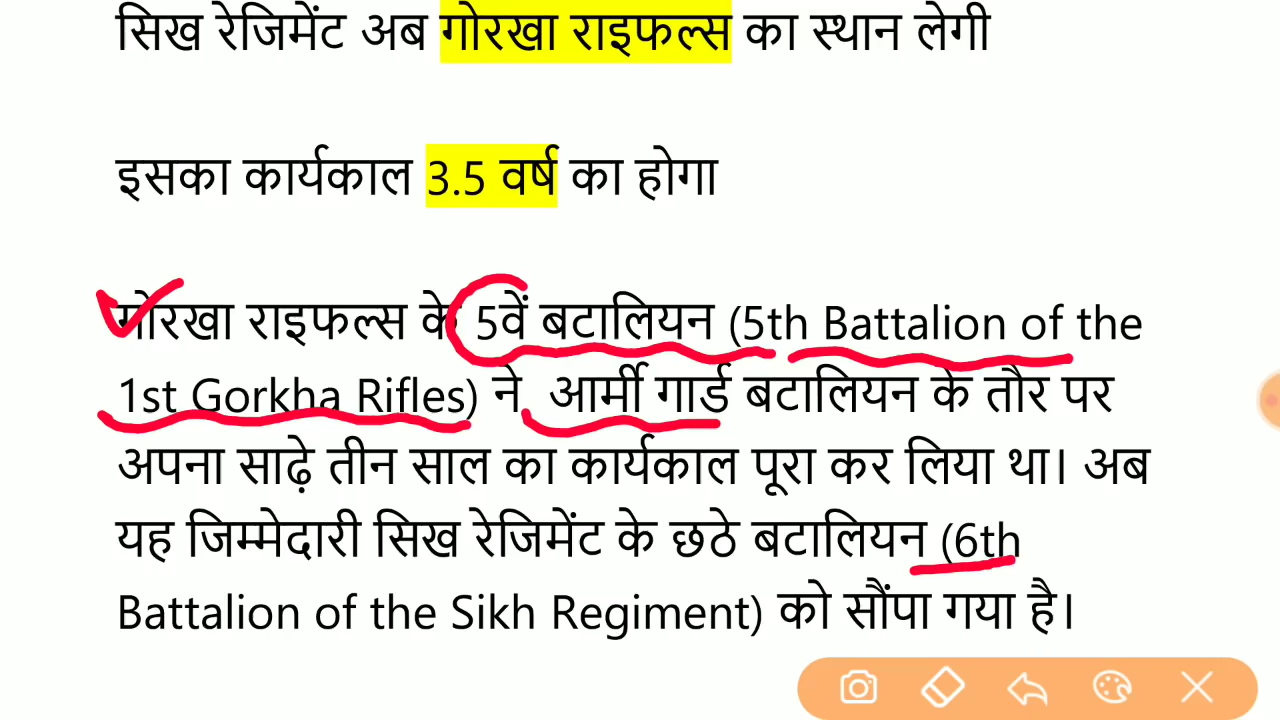 सिख रेजिमेंट अब गोरखा राइफल्स का स्थान लेगी
इसका कार्यकाल 3.5 वर्ष का होगा
गोरखा राइफल्स के 5वें बटालियन (5th Battalion of the
1st Gorkha Rifles) ने आर्मी गार्ड बटालियन के तौर पर
अपना साढ़े तीन साल का कार्यकाल पूरा कर लिया था। अब
यह जिम्मेदारी सिख रेजिमेंट के छठे बटालियन (6th
Battalion of the Sikh Regiment) को सौंपा गया है।